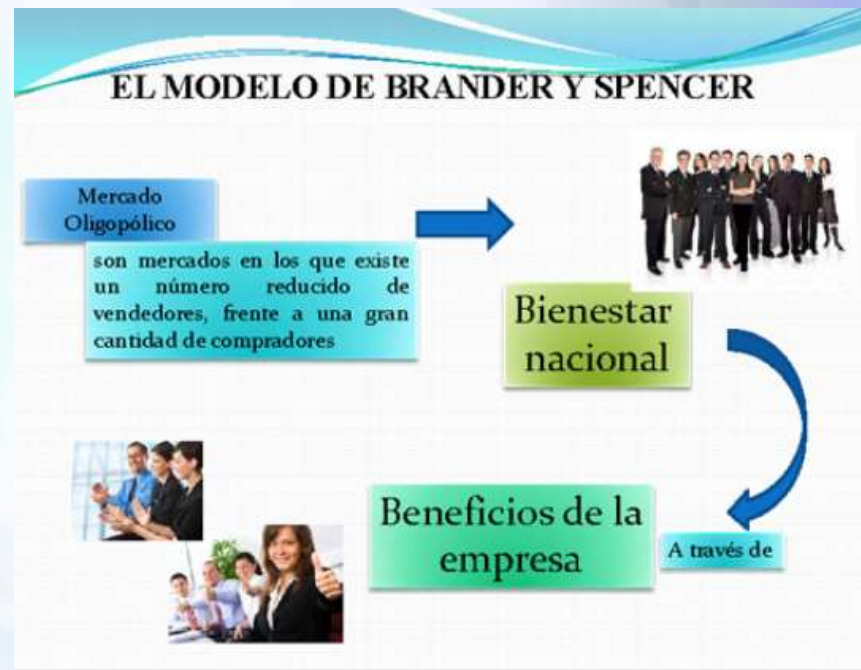 EL MODELO DE BRANDER Y SPENCER
Mercado
Oligopólico
son mercados en los que existe
un número reducido de
vendedores, frente a una gran
cantidad de compradores
Bienestar
nacional
Beneficios de la
empresa
A través de